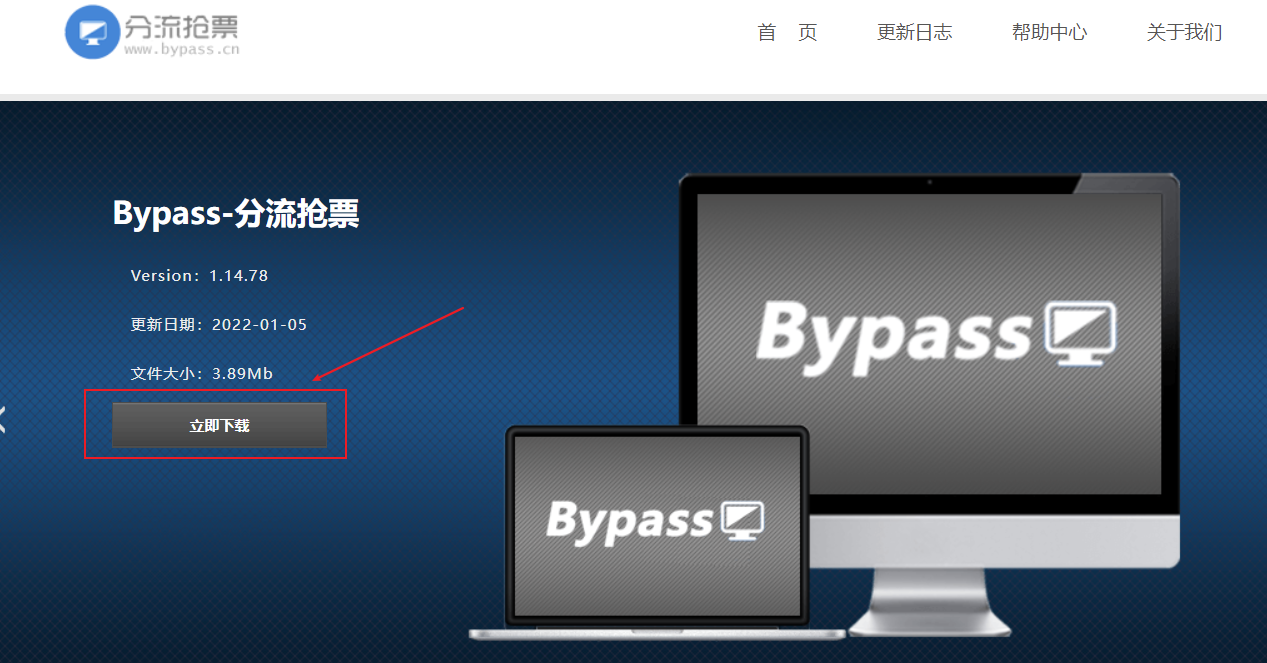 分流抢票
www.bypass.cn
首 页 更新日志 帮助中心 关于我们
Bypass-分流抢票
Version：1.14.78
更新日期：2022-01-05
文件大小：3.89Mb
立即下载
Bypass
Bypass